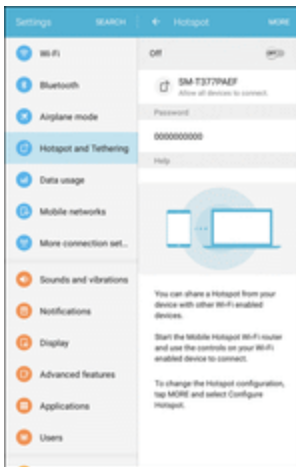 Settings
SEARCH
Hotspot
MORE
Wi-Fi
Bluetooth
Airplane mode
Hotspot and Tethering
Data usage
Mobile networks
More connection set...
Sounds and vibrations
Notifications
Display
Advanced features
Applications
Users
Off
OFF
SM-T377PAEF
Allow all devices to connect.
Password
0000000000
Help
You can share a Hotspot from your
device with other Wi-Fi enabled
devices.
Start the Mobile Hotspot Wi-Fi router
and use the controls on your Wi-Fi
enabled device to connect.
To change the Hotspot configuration,
tap MORE and select Configure
Hotspot.